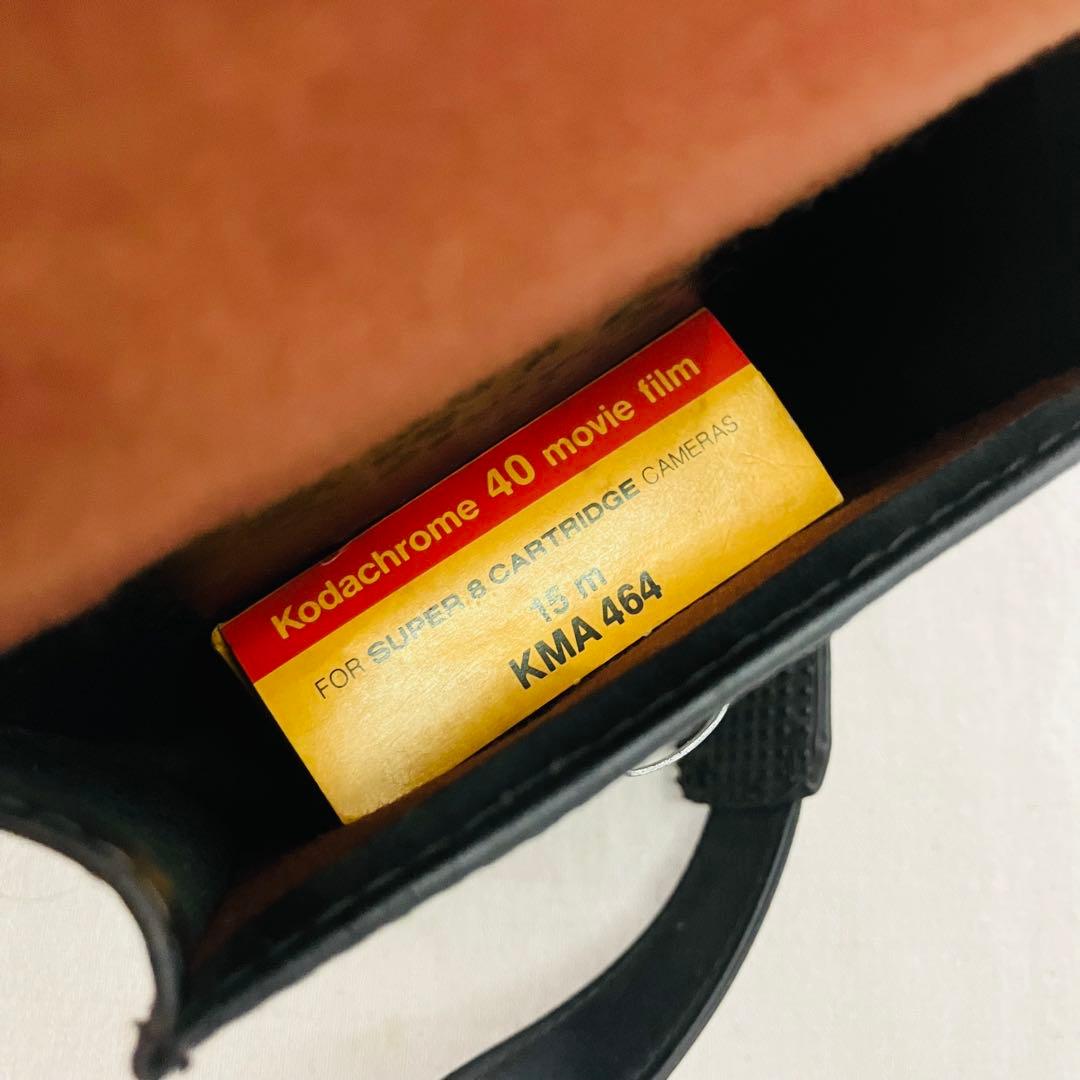 Kodachrome 40 movie film
FOR SUPER 8 CARTRIDGE CAMERAS
15 m
KMA 464